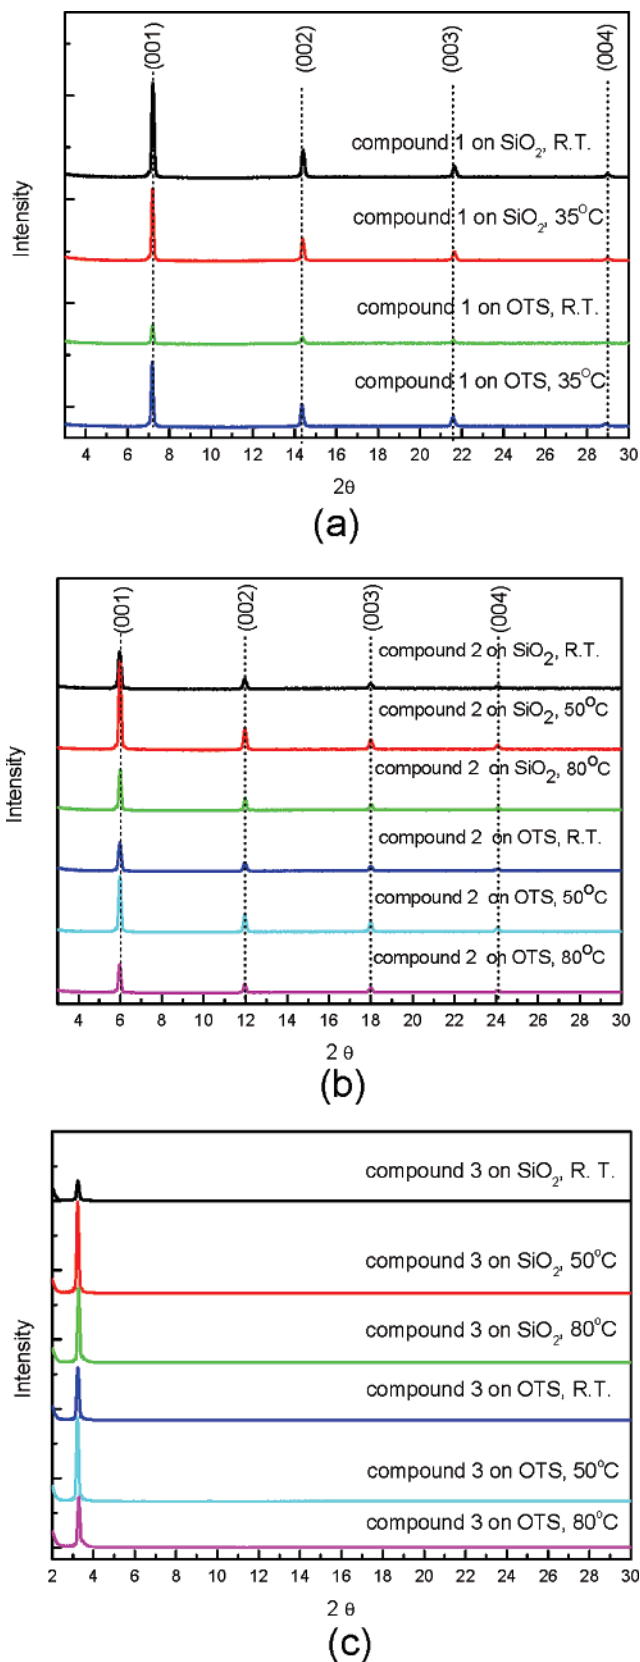 (001) (002) (003) (004)
compound 1 on SiO₂, R.T.
compound 1 on SiO₂, 35°C
compound 1 on OTS, R.T.
compound 1 on OTS, 35°C
Intensity
4 6 8 10 12 14 16 18 20 22 24 26 28 30
2θ
(a)
(001) (002) (003) (004)
compound 2 on SiO₂, R.T.
compound 2 on SiO₂, 50°C
compound 2 on SiO₂, 80°C
compound 2 on OTS, R.T.
compound 2 on OTS, 50°C
compound 2 on OTS, 80°C
Intensity
4 6 8 10 12 14 16 18 20 22 24 26 28 30
2 θ
(b)
compound 3 on SiO₂, R. T.
compound 3 on SiO₂, 50°C
compound 3 on SiO₂, 80°C
compound 3 on OTS, R.T.
compound 3 on OTS, 50°C
compound 3 on OTS, 80°C
Intensity
2 4 6 8 10 12 14 16 18 20 22 24 26 28 30
2 θ
(c)